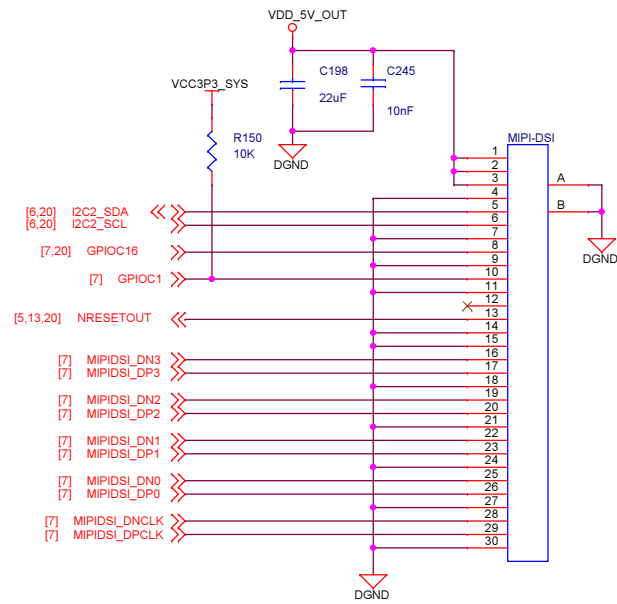 VDD_5V_OUT
C198
C245
22uF
10nF
VCC3P3_SYS
R150
10K
DGND
MIPI-DSI
1
2
3
A
4
[6,20] I2C2_SDA
5
B
[6,20] I2C2_SCL
6
7
[7,20] GPIOC16
8
DGND
9
[7] GPIOC1
10
11
12
[5,13,20] NRESETOUT
13
14
15
[7] MIPIDSI_DN3
16
[7] MIPIDSI_DP3
17
18
[7] MIPIDSI_DN2
19
[7] MIPIDSI_DP2
20
21
[7] MIPIDSI_DN1
22
[7] MIPIDSI_DP1
23
24
[7] MIPIDSI_DN0
25
[7] MIPIDSI_DP0
26
27
[7] MIPIDSI_DNCLK
28
[7] MIPIDSI_DPCLK
29
30
DGND